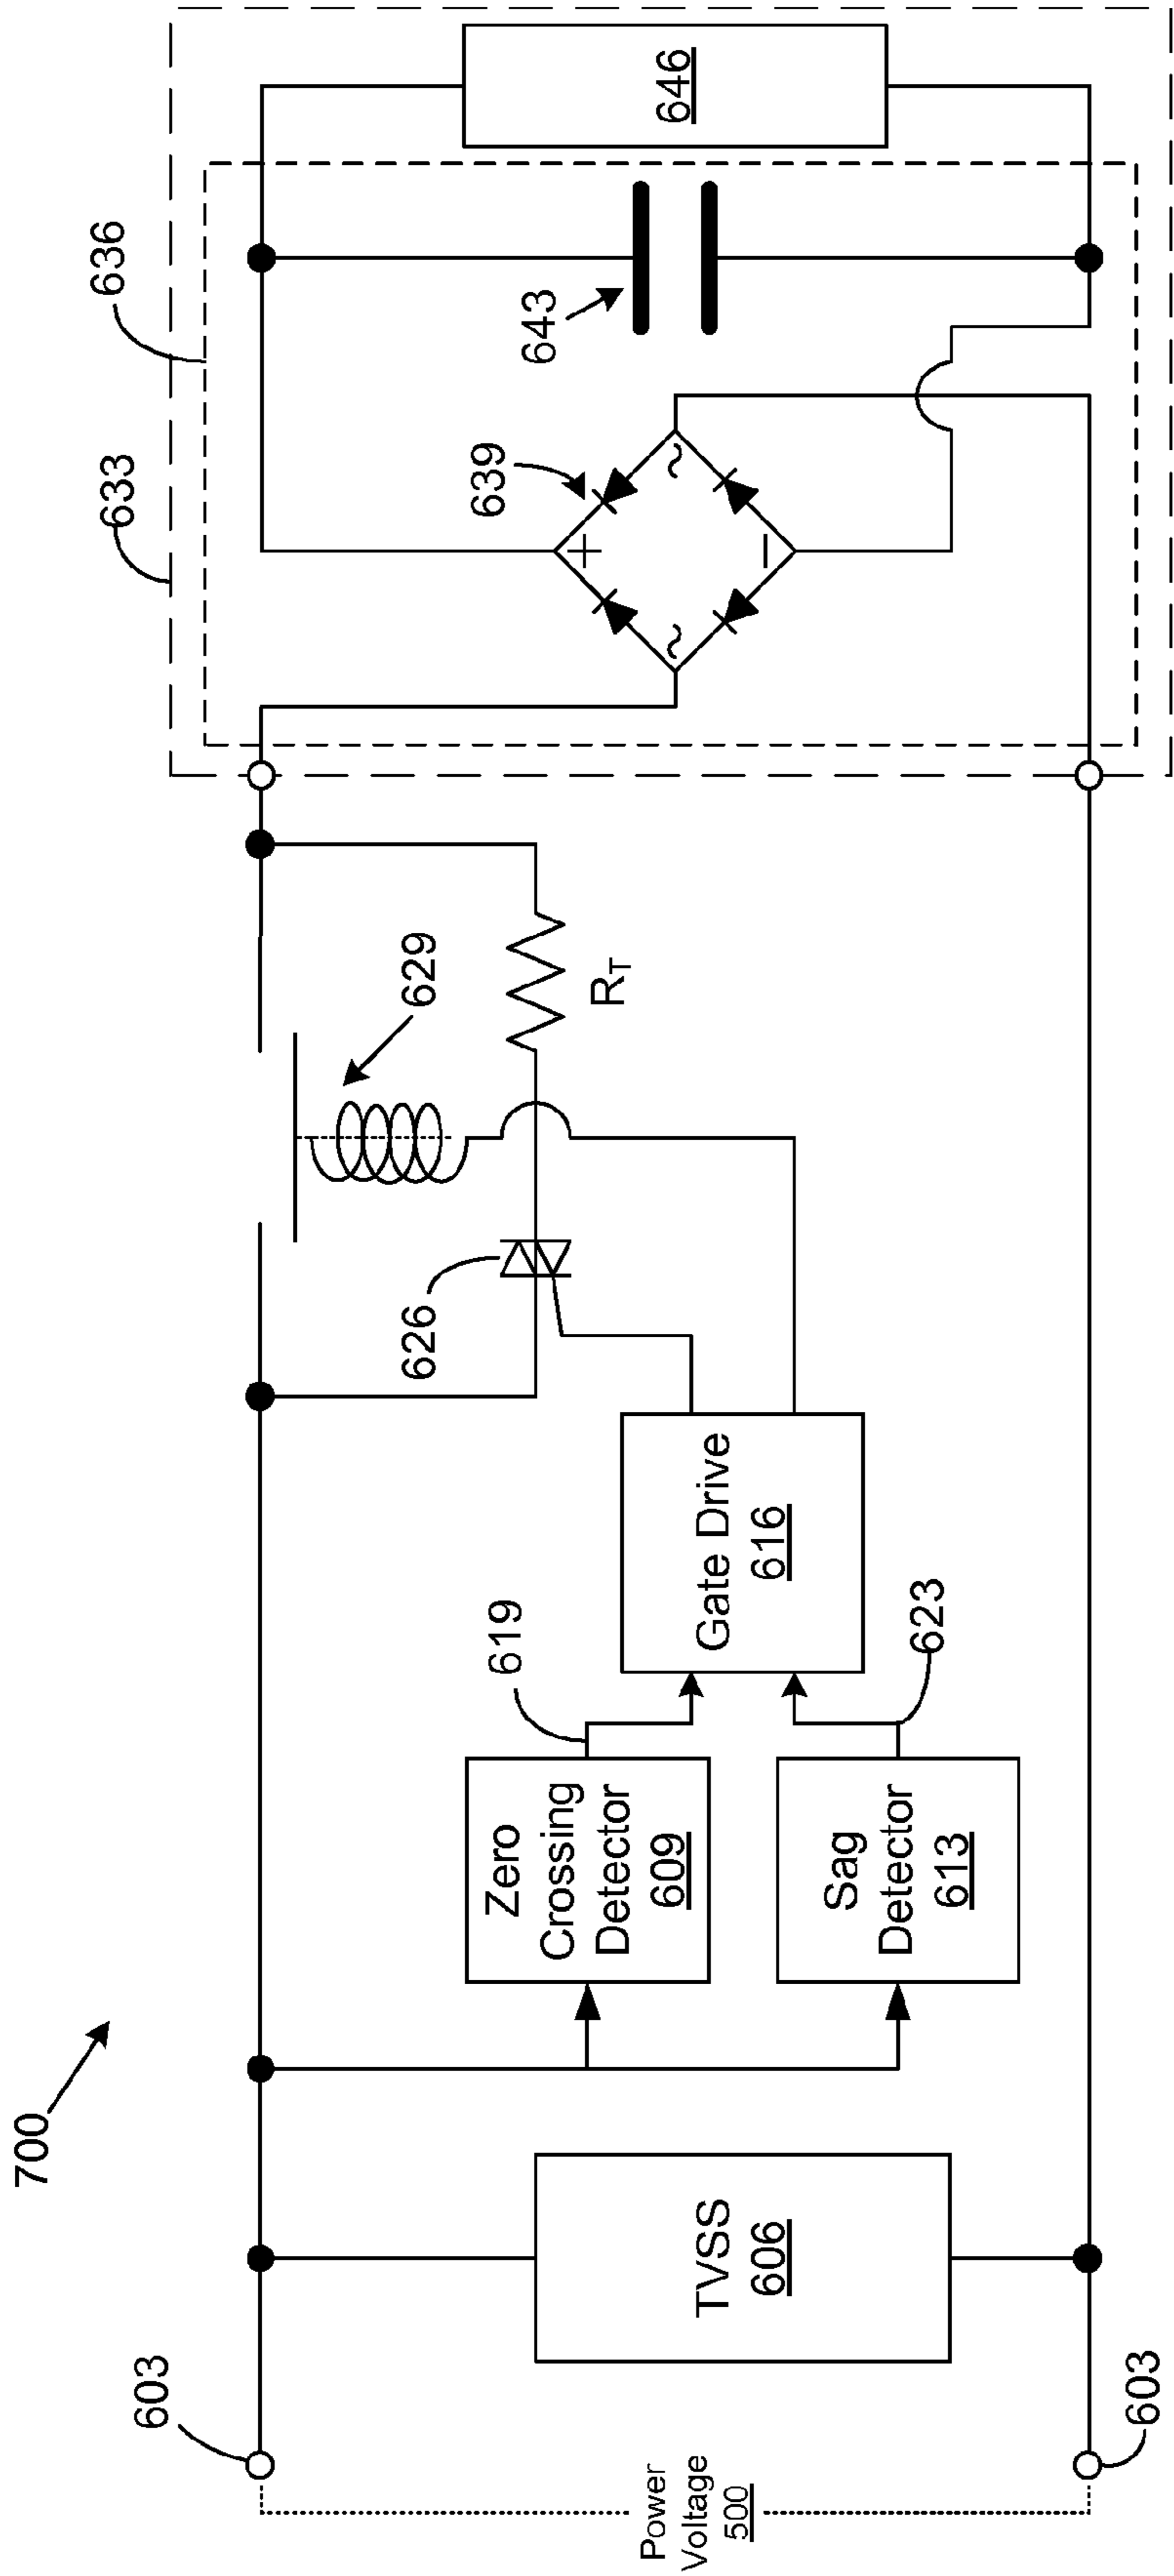 700
603
Power
Voltage
500
603
TVSS
606
Zero
Crossing
Detector
609
Sag
Detector
613
619
623
Gate Drive
616
626
629
R_T
633
636
639
~
+
~
−
643
646